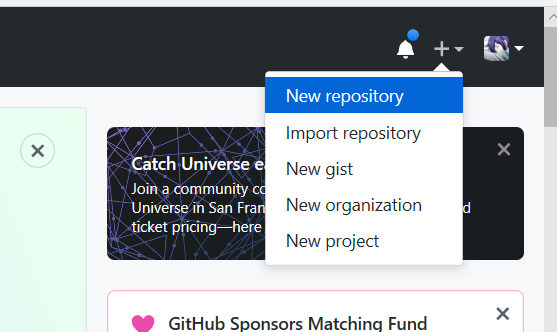 New repository
Import repository
New gist
New organization
New project
Catch Universe
Join a community
Universe in San
ticket pricing—here
GitHub Sponsors Matching Fund